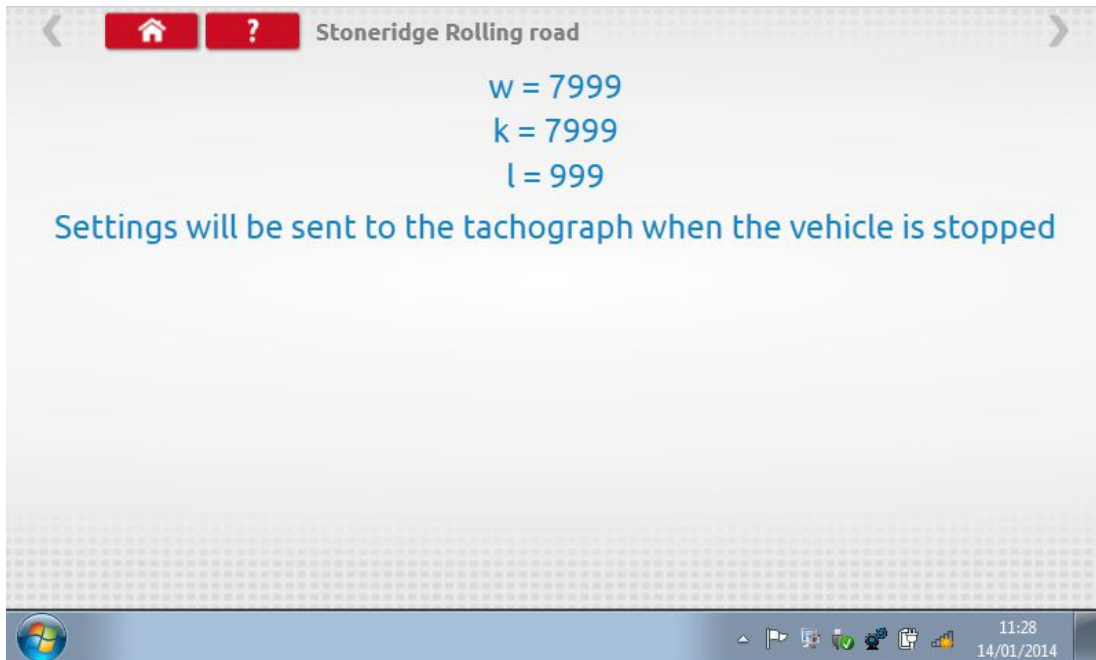 ? Stoneridge Rolling road
w = 7999
k = 7999
l = 999
Settings will be sent to the tachograph when the vehicle is stopped
11:28
14/01/2014